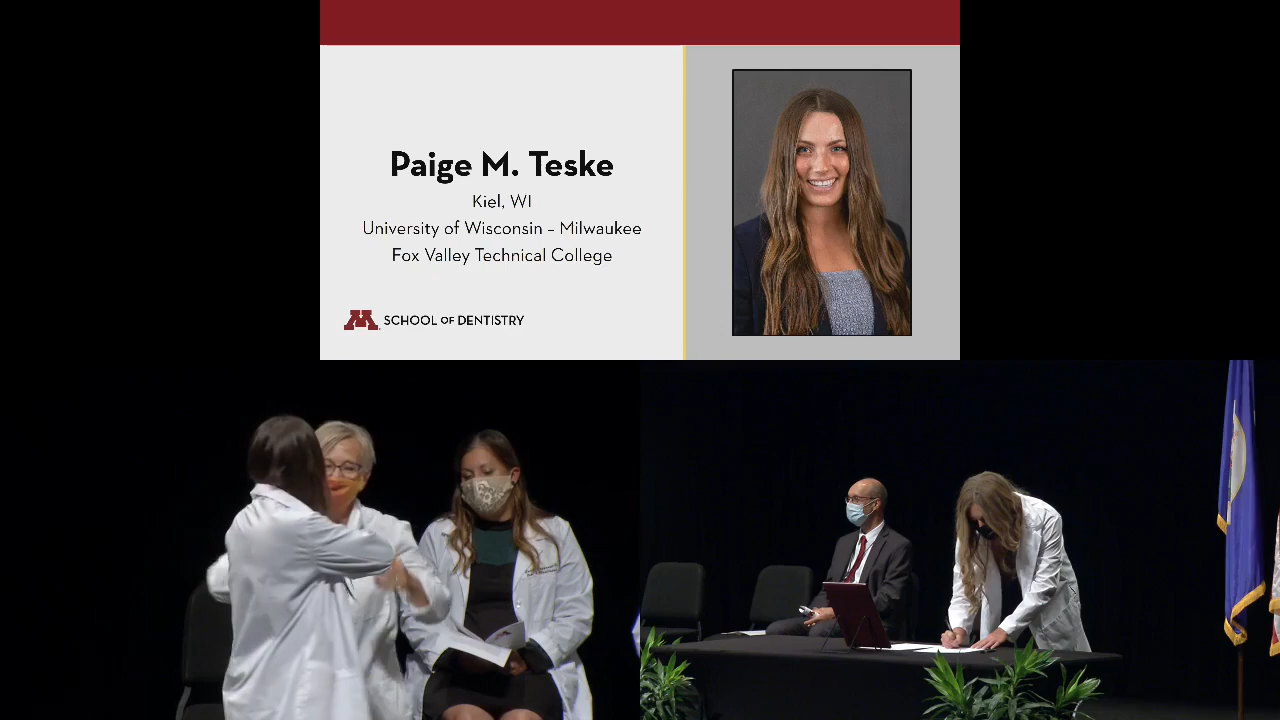 Paige M. Teske
Kiel, WI
University of Wisconsin – Milwaukee
Fox Valley Technical College
M SCHOOL OF DENTISTRY